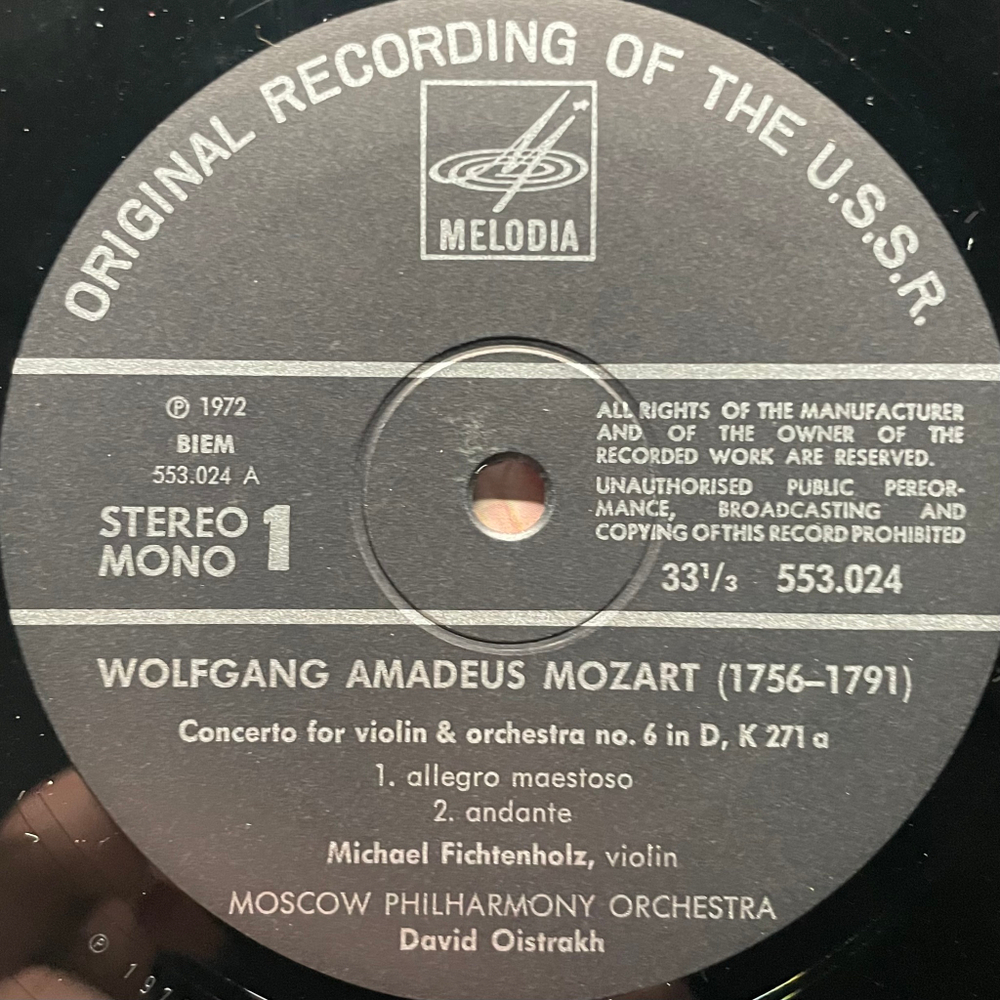 ORIGINAL RECORDING OF THE U.S.S.R.
MELODIA
℗ 1972
BIEM
553.024 A
STEREO
MONO
1
ALL RIGHTS OF THE MANUFACTURER
AND OF THE OWNER OF THE
RECORDED WORK ARE RESERVED.
UNAUTHORISED PUBLIC PEREOR-
MANCE, BROADCASTING AND
COPYING OF THIS RECORD PROHIBITED
33⅓ 553.024
WOLFGANG AMADEUS MOZART (1756–1791)
Concerto for violin & orchestra no. 6 in D, K 271 a
1. allegro maestoso
2. andante
Michael Fichtenholz, violin
MOSCOW PHILHARMONY ORCHESTRA
David Oistrakh
℗ 197